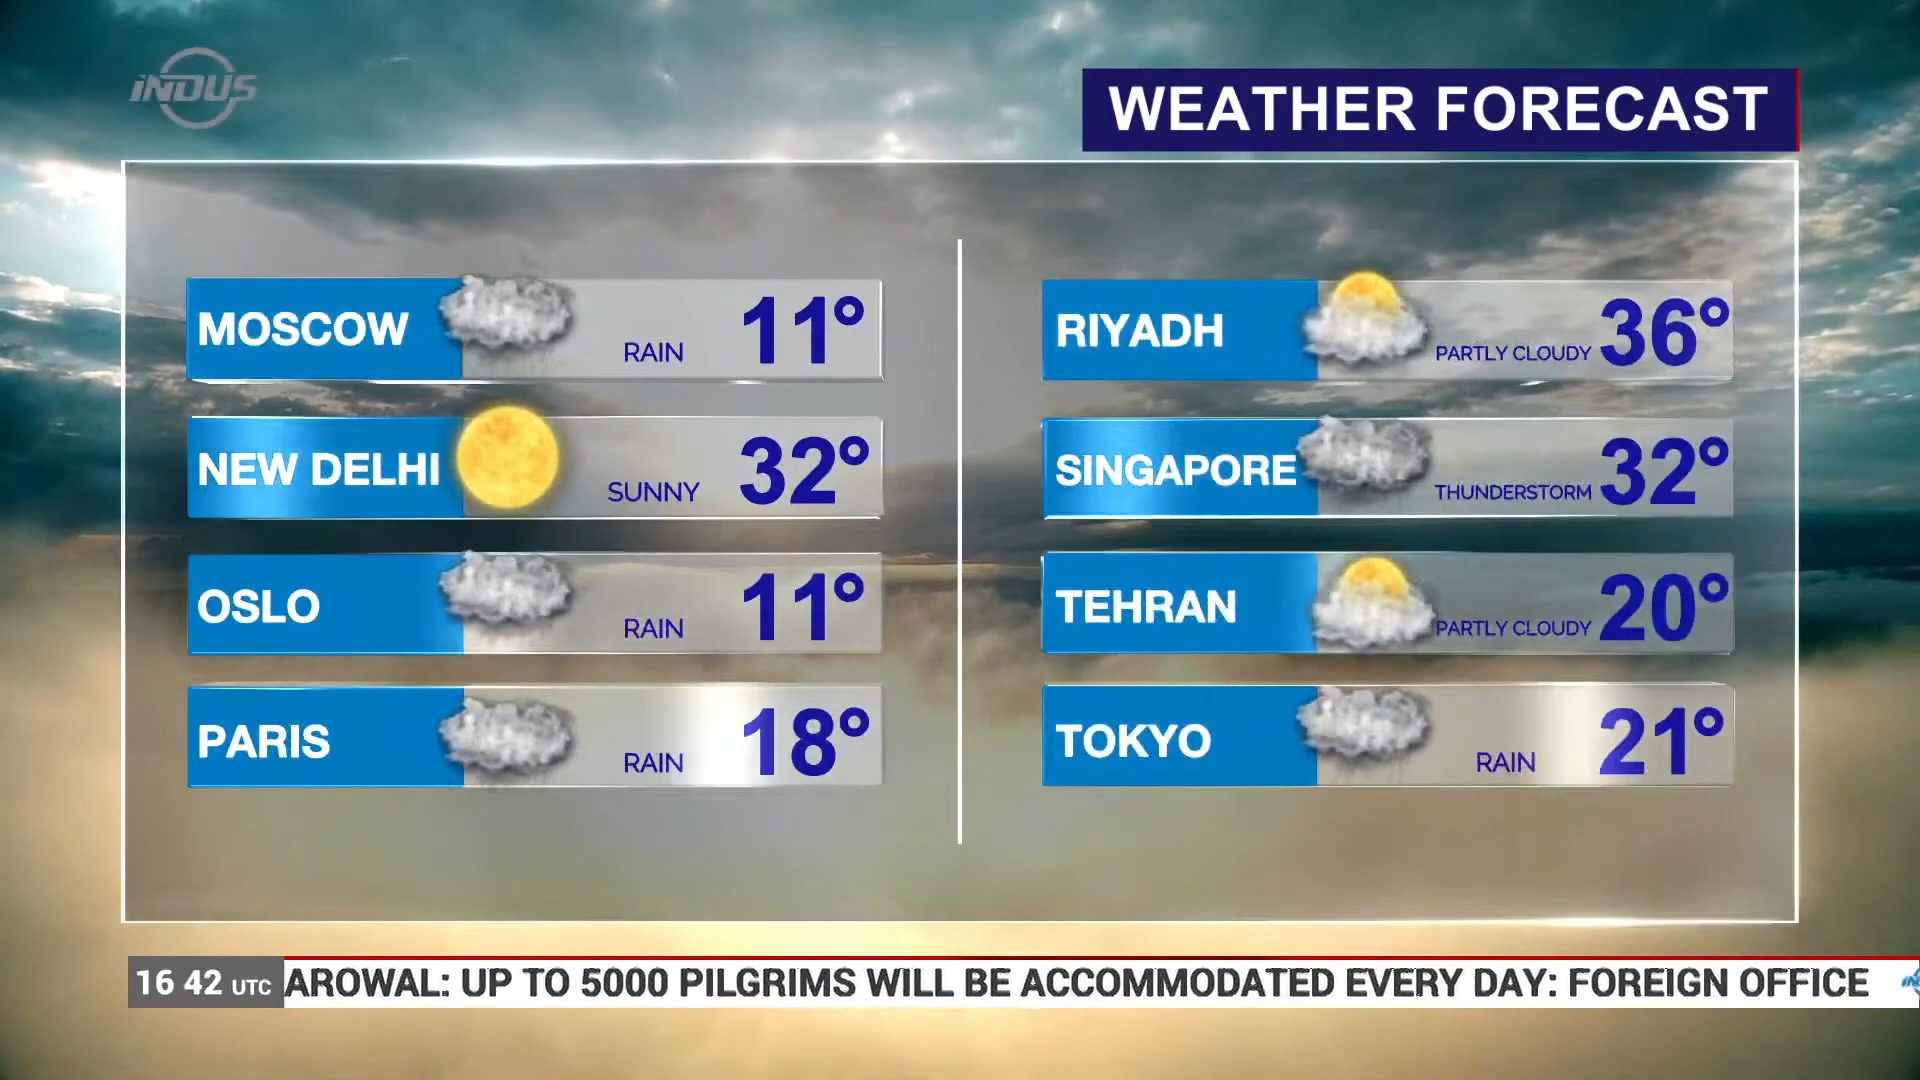 iNDUS
WEATHER FORECAST
MOSCOW RAIN 11°
NEW DELHI SUNNY 32°
OSLO RAIN 11°
PARIS RAIN 18°
RIYADH PARTLY CLOUDY 36°
SINGAPORE THUNDERSTORM 32°
TEHRAN PARTLY CLOUDY 20°
TOKYO RAIN 21°
16 42 UTC AROWAL: UP TO 5000 PILGRIMS WILL BE ACCOMMODATED EVERY DAY: FOREIGN OFFICE